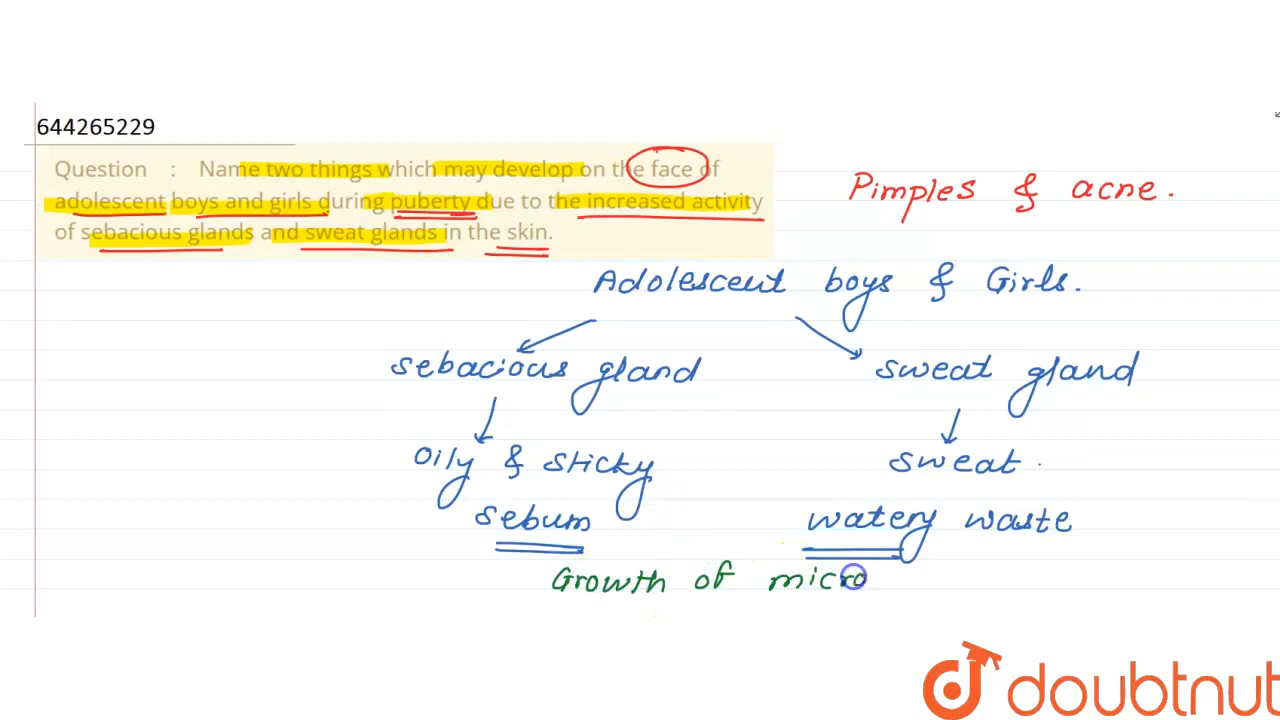 644265229
Question : Name two things which may develop on the face of
adolescent boys and girls during puberty due to the increased activity
of sebacious glands and sweat glands in the skin.
Pimples & acne.
Adolescent boys & Girls.
sebacious gland sweat gland
oily & sticky sweat
sebum watery waste
Growth of micro
doubtnut